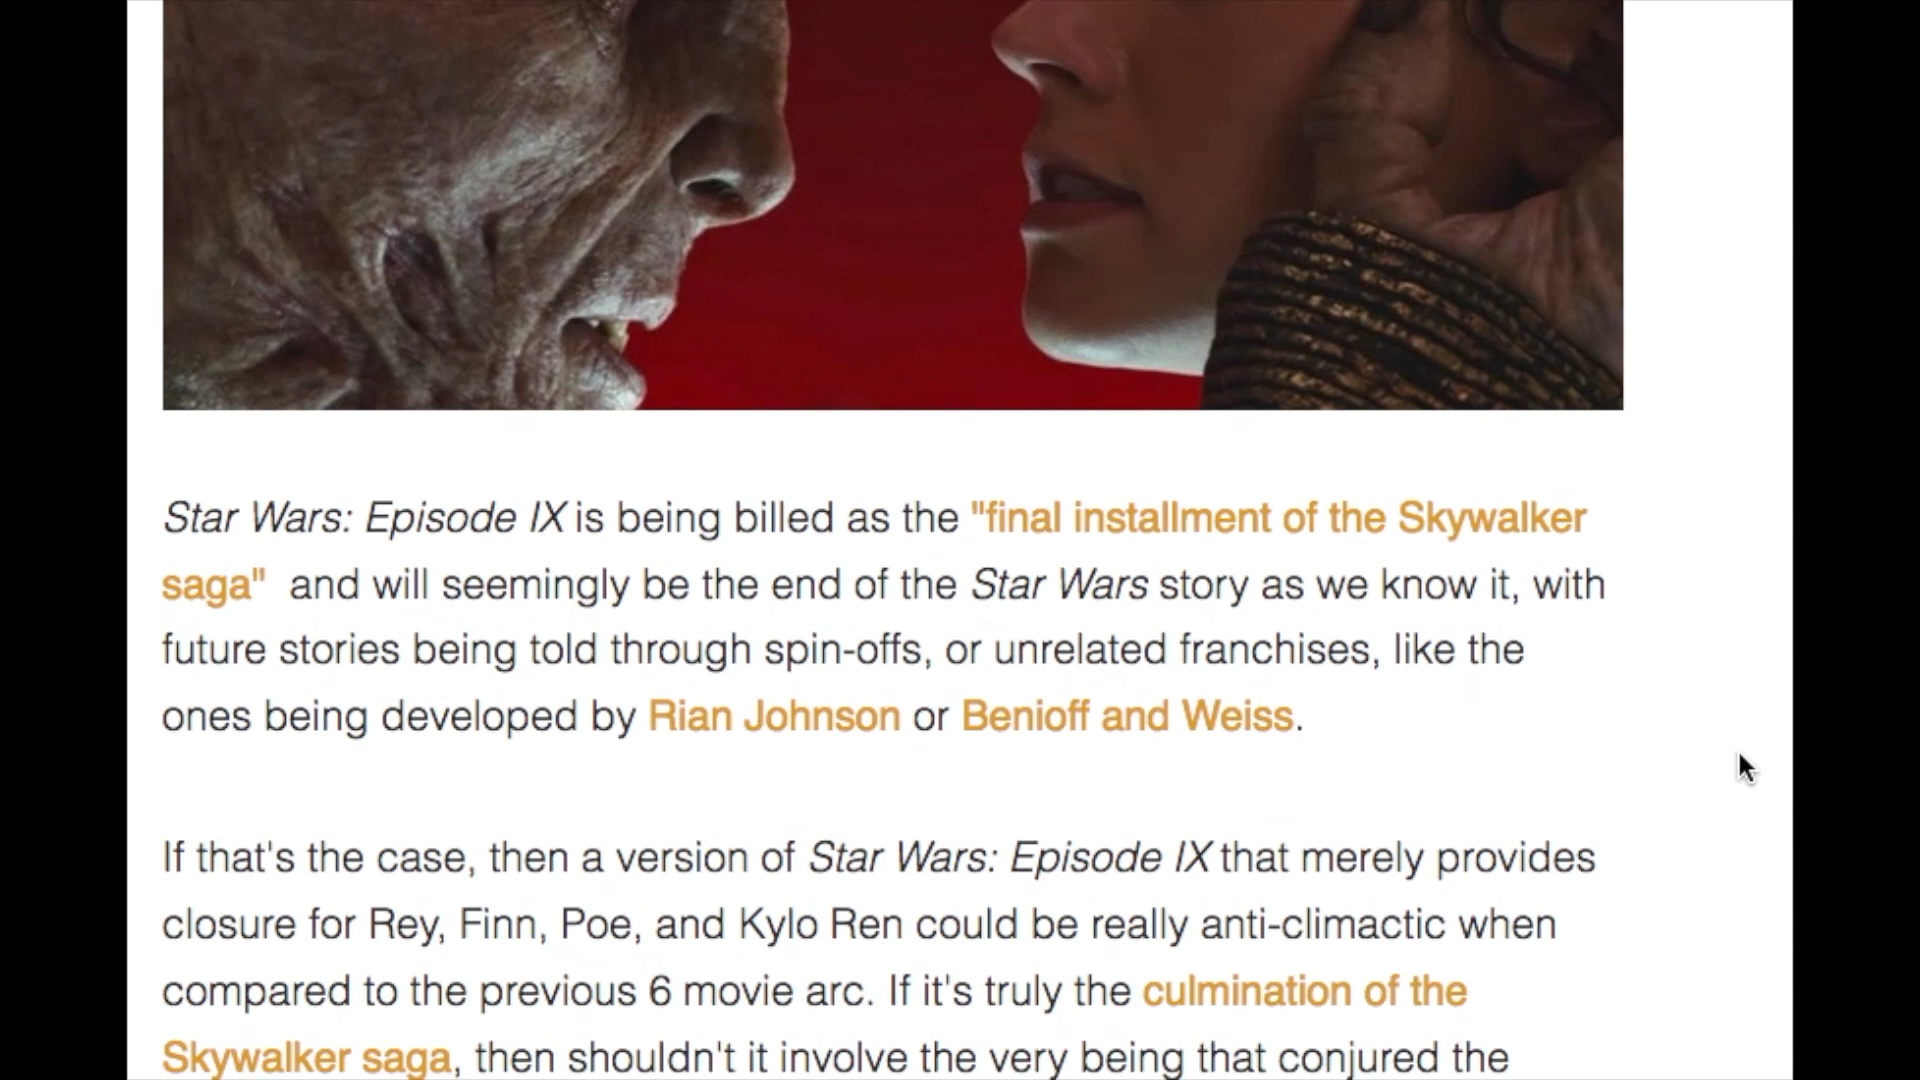 Star Wars: Episode IX is being billed as the "final installment of the Skywalker
saga" and will seemingly be the end of the Star Wars story as we know it, with
future stories being told through spin-offs, or unrelated franchises, like the
ones being developed by Rian Johnson or Benioff and Weiss.
If that's the case, then a version of Star Wars: Episode IX that merely provides
closure for Rey, Finn, Poe, and Kylo Ren could be really anti-climactic when
compared to the previous 6 movie arc. If it's truly the culmination of the
Skywalker saga, then shouldn't it involve the very being that conjured the